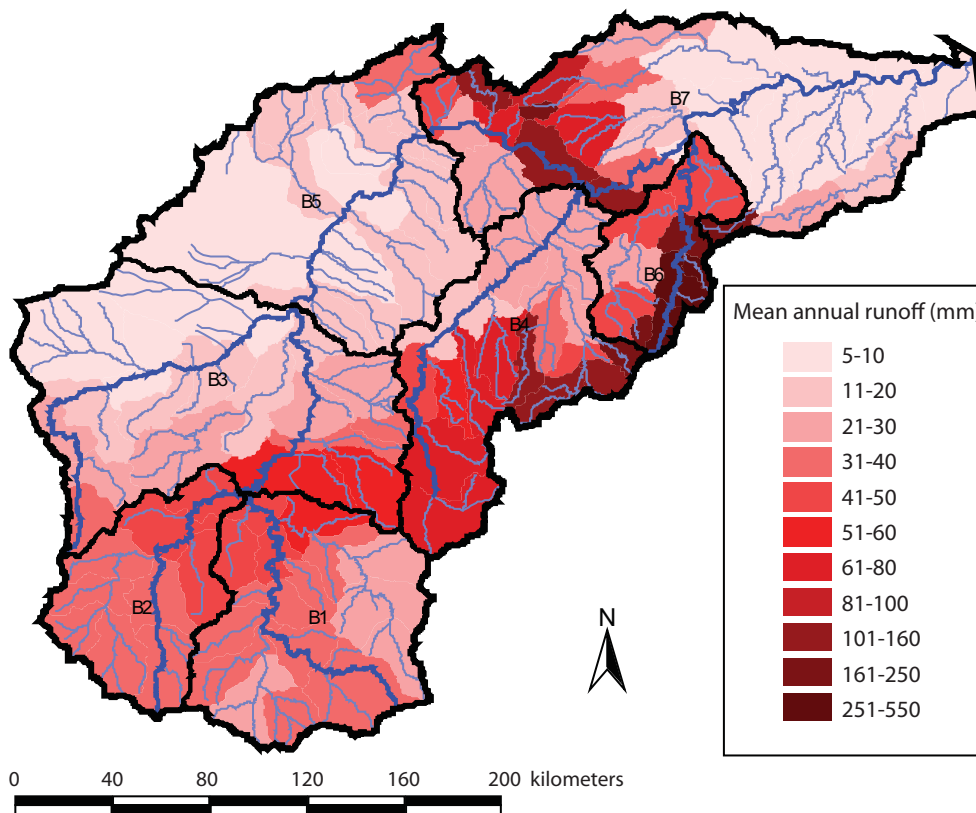 B7
B5
B6
B4
B3
B2
B1
N
Mean annual runoff (mm)
5-10
11-20
21-30
31-40
41-50
51-60
61-80
81-100
101-160
161-250
251-550
0 40 80 120 160 200 kilometers